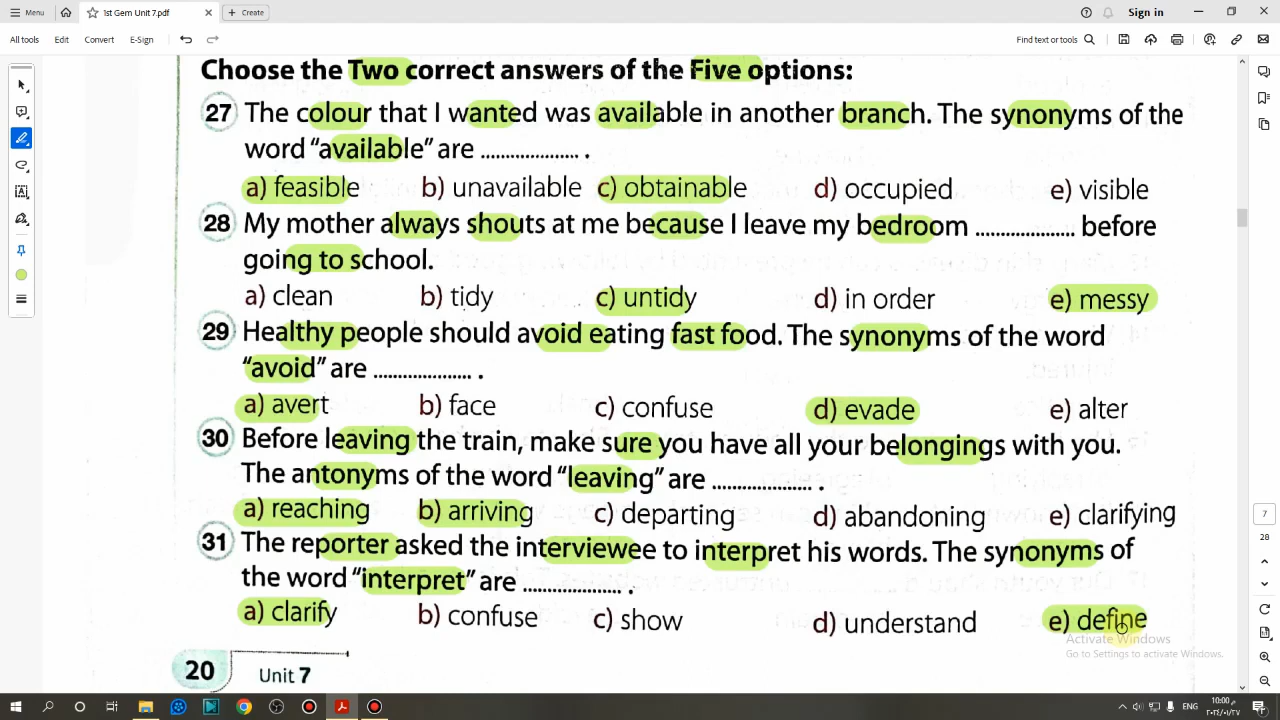 Menu
1st Gem Unit 7.pdf
Create
Sign in
All tools Edit Convert E-Sign
Find text or tools
Choose the Two correct answers of the Five options:
27 The colour that I wanted was available in another branch. The synonyms of the
word “available” are .................... .
a) feasible b) unavailable c) obtainable d) occupied e) visible
28 My mother always shouts at me because I leave my bedroom .................... before
going to school.
a) clean b) tidy c) untidy d) in order e) messy
29 Healthy people should avoid eating fast food. The synonyms of the word
“avoid” are .................... .
a) avert b) face c) confuse d) evade e) alter
30 Before leaving the train, make sure you have all your belongings with you.
The antonyms of the word “leaving” are .................... .
a) reaching b) arriving c) departing d) abandoning e) clarifying
31 The reporter asked the interviewee to interpret his words. The synonyms of
the word “interpret” are .................... .
a) clarify b) confuse c) show d) understand e) define
20 Unit 7
7
28
Activate Windows
Go to Settings to activate Windows.
ENG
10:00 م